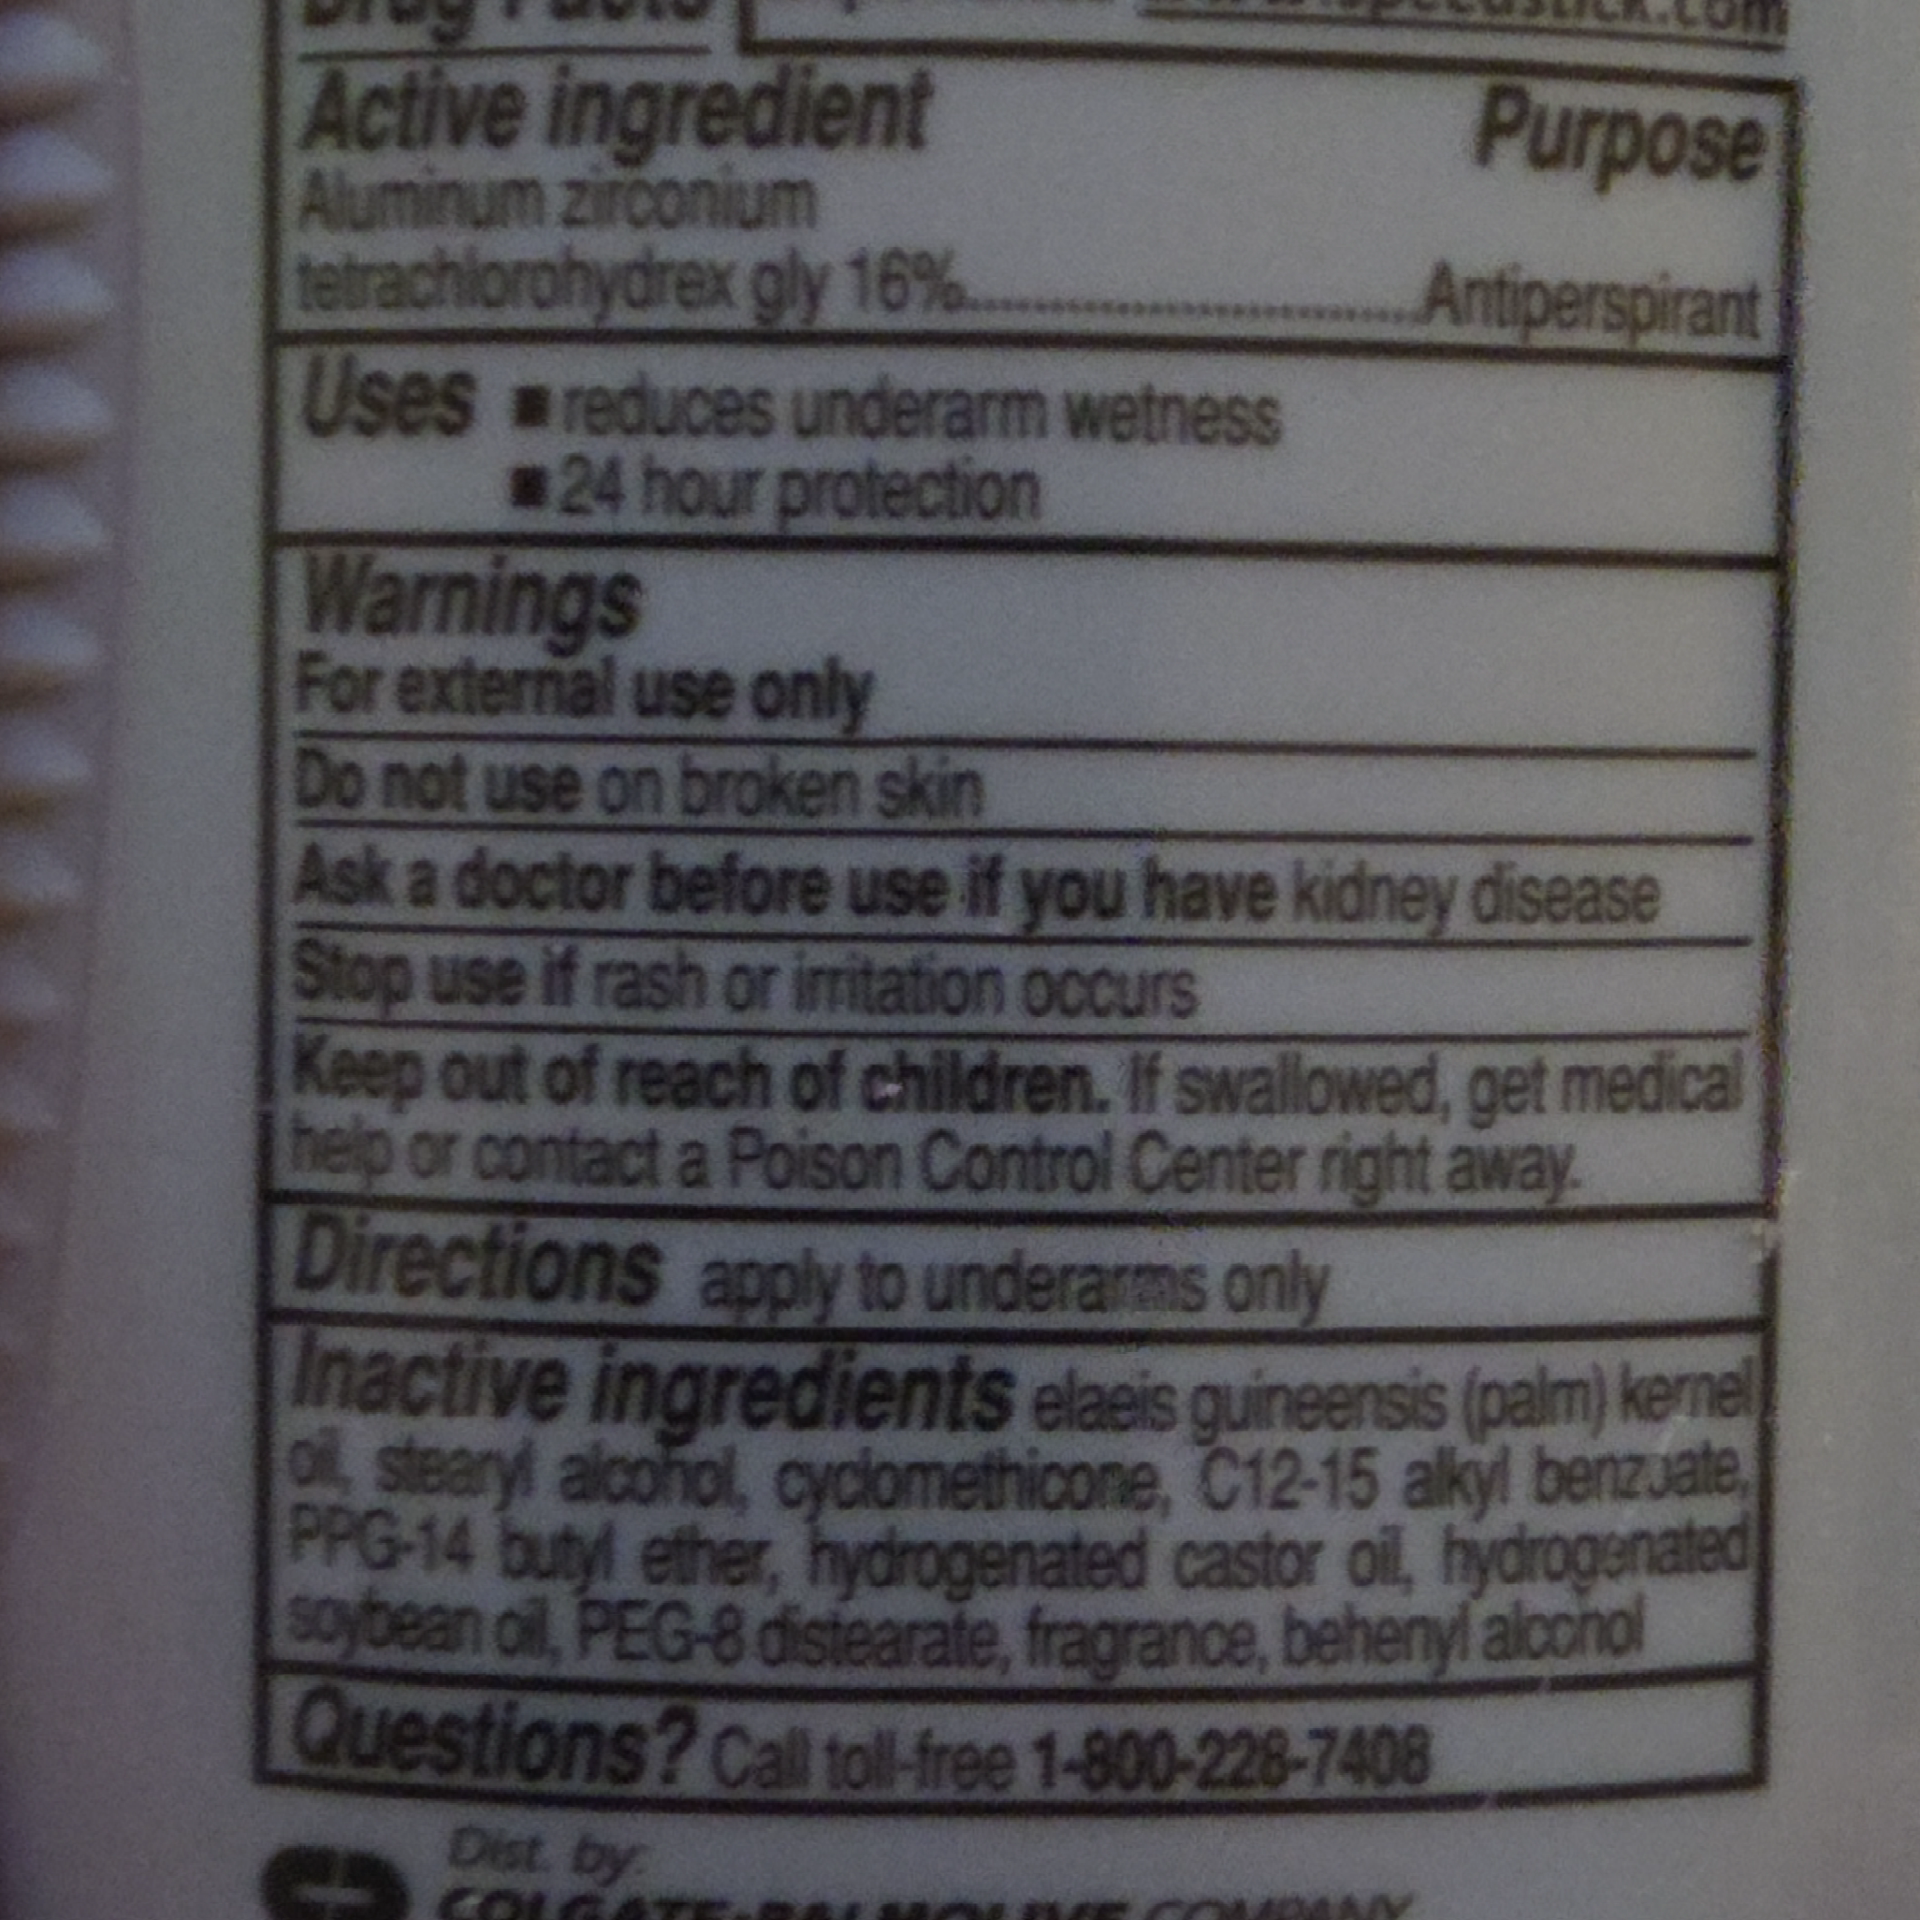 Drug Facts
Active ingredient Purpose
Aluminum zirconium
tetrachlorohydrex gly 16%..............................Antiperspirant
Uses ■ reduces underarm wetness
■ 24 hour protection
Warnings
For external use only
Do not use on broken skin
Ask a doctor before use if you have kidney disease
Stop use if rash or irritation occurs
Keep out of reach of children. If swallowed, get medical
help or contact a Poison Control Center right away.
Directions apply to underarms only
Inactive ingredients elaeis guineensis (palm) kernel
oil, stearyl alcohol, cyclomethicone, C12-15 alkyl benzoate,
PPG-14 butyl ether, hydrogenated castor oil, hydrogenated
soybean oil, PEG-8 distearate, fragrance, behenyl alcohol
Questions? Call toll-free 1-800-228-7408
Dist. by:
COLGATE-PALMOLIVE COMPANY